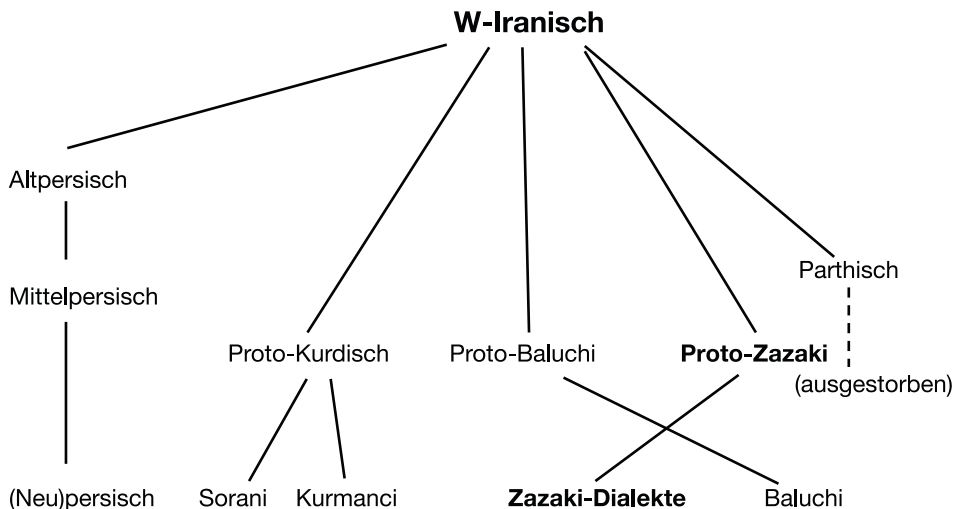 W-Iranisch
Altpersisch
Parthisch
Mittelpersisch
Proto-Kurdisch
Proto-Baluchi
Proto-Zazaki
(ausgestorben)
(Neu)persisch
Sorani
Kurmanci
Zazaki-Dialekte
Baluchi